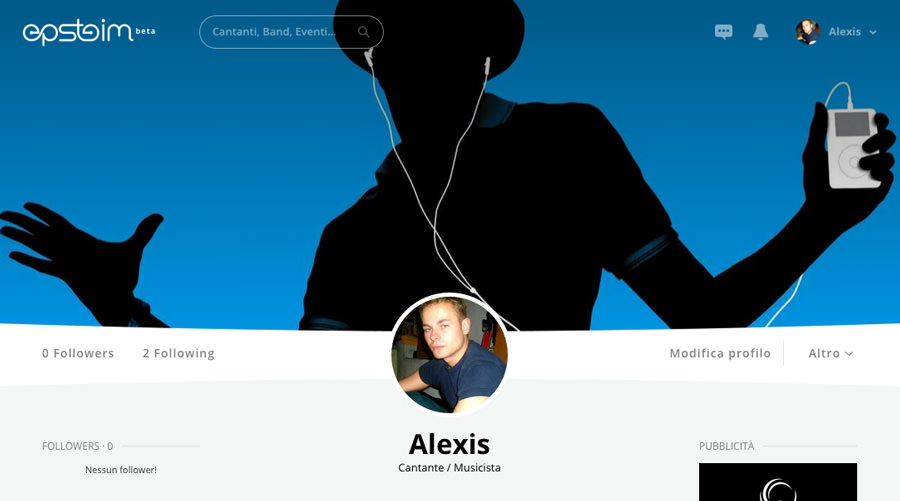 epsteim beta
Cantanti, Band, Eventi...
Alexis
0 Followers
2 Following
Modifica profilo
Altro
Alexis
Cantante / Musicista
FOLLOWERS · 0
Nessun follower!
PUBBLICITÀ